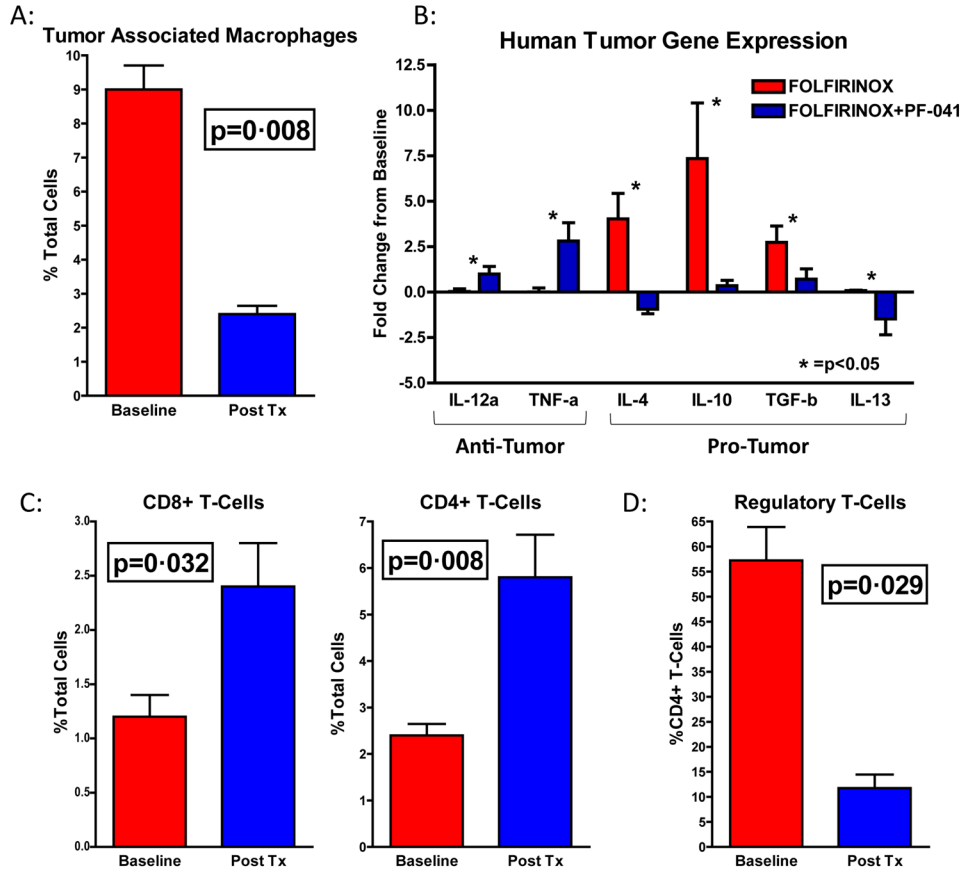 A:
Tumor Associated Macrophages
% Total Cells
10
9
8
7
6
5
4
3
2
1
0
p=0·008
Baseline
Post Tx
B:
Human Tumor Gene Expression
Fold Change from Baseline
12.5
10.0
7.5
5.0
2.5
0.0
-2.5
-5.0
FOLFIRINOX
FOLFIRINOX+PF-041
* * * * * *
* =p<0.05
IL-12a TNF-a IL-4 IL-10 TGF-b IL-13
Anti-Tumor
Pro-Tumor
C:
CD8+ T-Cells
%Total Cells
3.0
2.5
2.0
1.5
1.0
0.5
0.0
p=0·032
Baseline
Post Tx
CD4+ T-Cells
%Total Cells
7
6
5
4
3
2
1
0
p=0·008
Baseline
Post Tx
D:
Regulatory T-Cells
%CD4+ T-Cells
65
60
55
50
45
40
35
30
25
20
15
10
5
0
p=0·029
Baseline
Post Tx